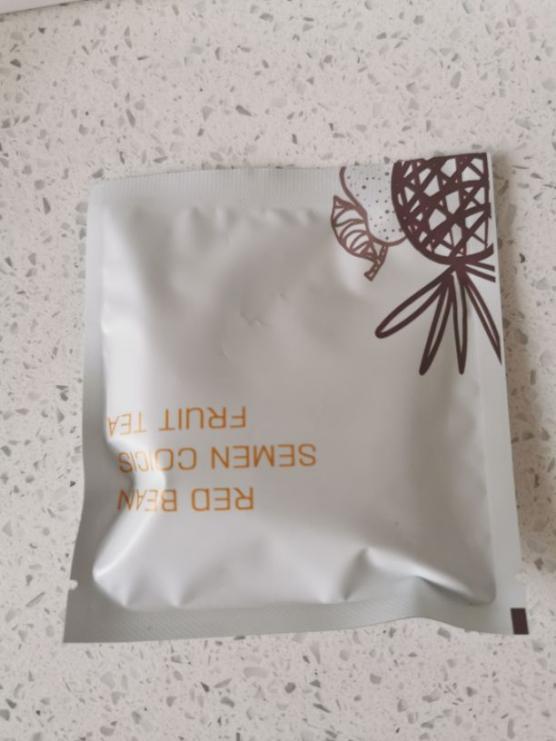 RED BEAN
SEMEN COICIS
FRUIT TEA